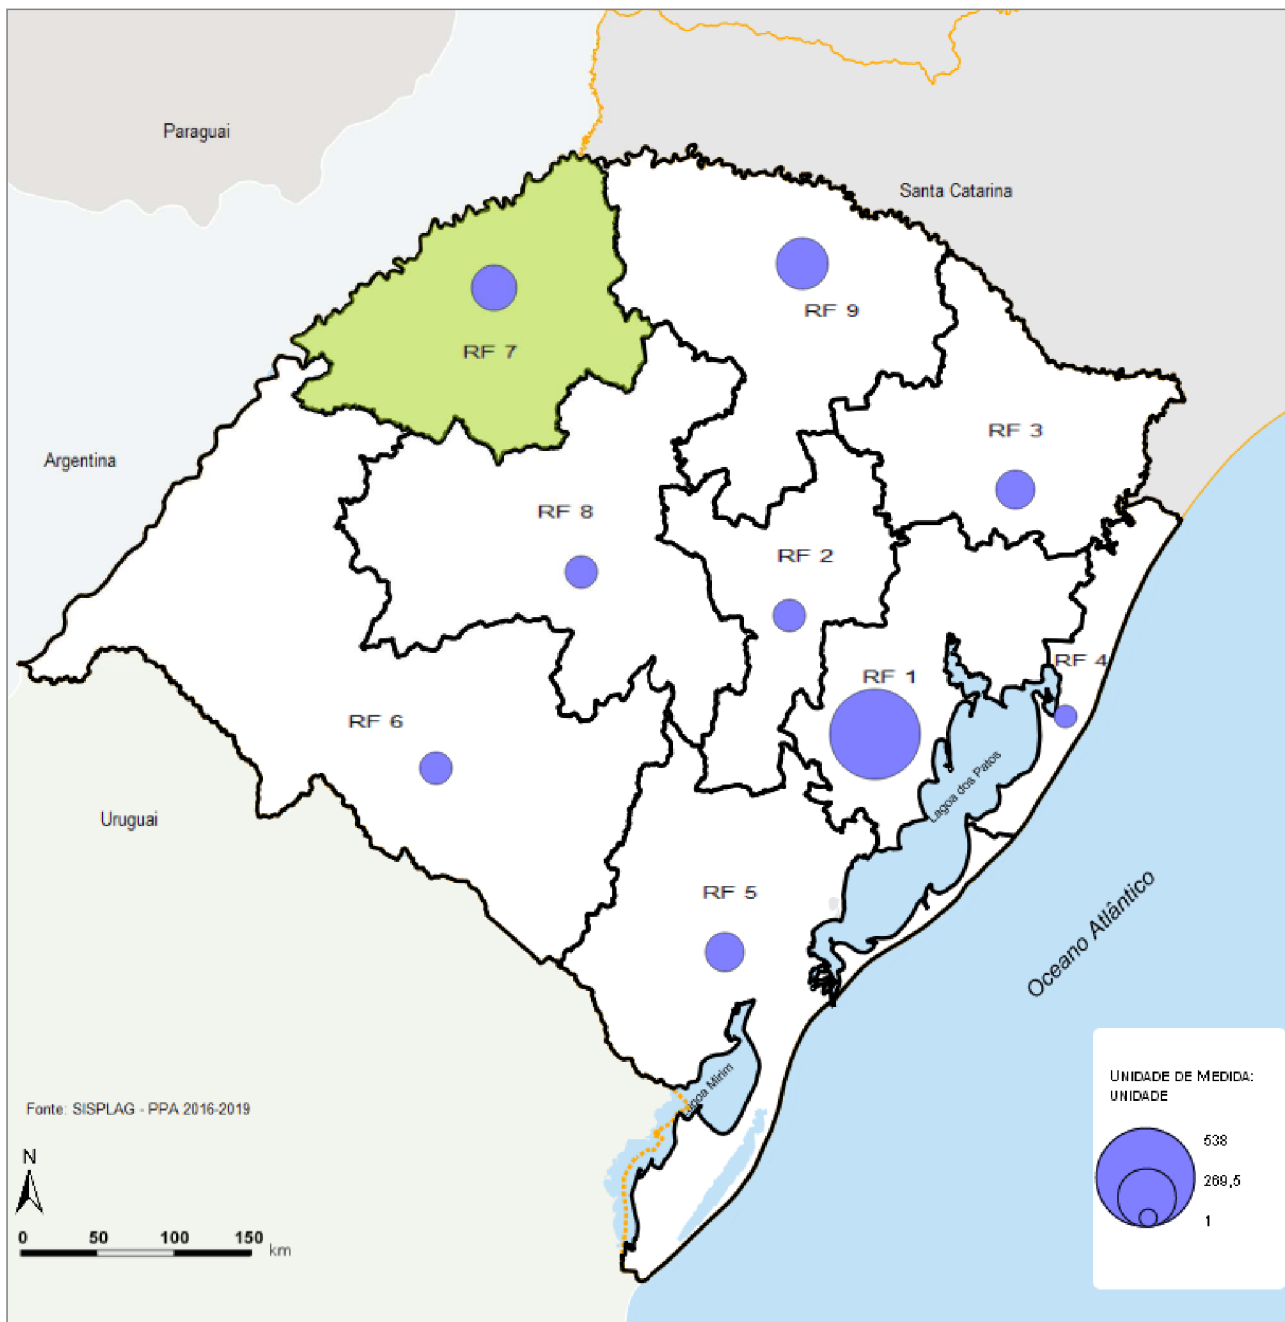 Paraguai
Santa Catarina
RF 9
RF 7
RF 3
Argentina
RF 8
RF 2
RF 4
RF 1
RF 6
Lagoa dos Patos
Uruguai
RF 5
Oceano Atlântico
Lagoa Mirim
UNIDADE DE MEDIDA:
UNIDADE
538
269,5
1
Fonte: SISPLAG - PPA 2016-2019
N
0 50 100 150
km